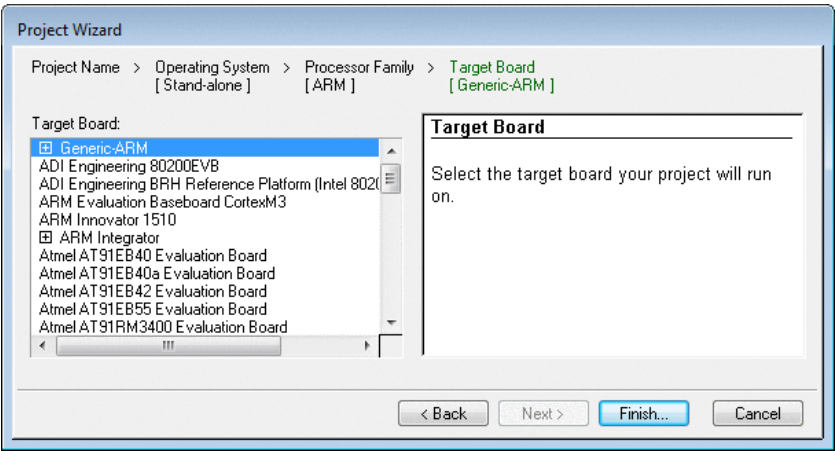 Project Wizard
Project Name > Operating System > Processor Family > Target Board
[ Stand-alone ] [ ARM ] [ Generic-ARM ]
Target Board:
Generic-ARM
ADI Engineering 80200EVB
ADI Engineering BRH Reference Platform (Intel 802
ARM Evaluation Baseboard CortexM3
ARM Innovator 1510
ARM Integrator
Atmel AT91EB40 Evaluation Board
Atmel AT91EB40a Evaluation Board
Atmel AT91EB42 Evaluation Board
Atmel AT91EB55 Evaluation Board
Atmel AT91RM3400 Evaluation Board
Target Board
Select the target board your project will run
on.
< Back Next > Finish... Cancel